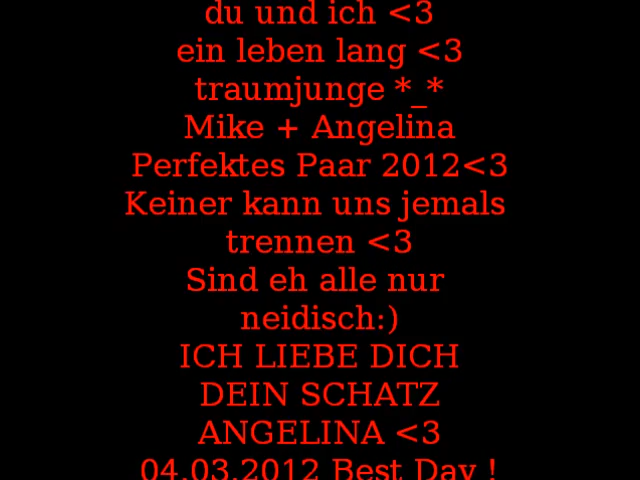 du und ich <3
ein leben lang <3
traumjunge *_*
Mike + Angelina
Perfektes Paar 2012<3
Keiner kann uns jemals
trennen <3
Sind eh alle nur
neidisch:)
ICH LIEBE DICH
DEIN SCHATZ
ANGELINA <3
04.03.2012 Best Day !